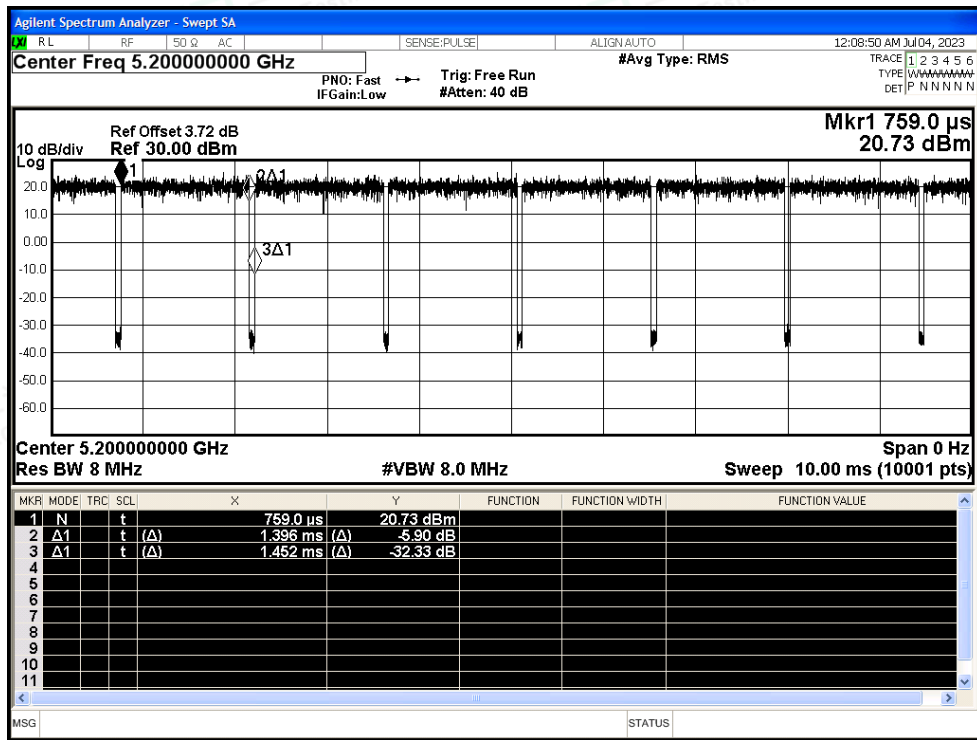 Agilent Spectrum Analyzer - Swept SA
LXI RL RF 50 Ω AC SENSE:PULSE ALIGN AUTO 12:08:50 AM Jul 04, 2023
Center Freq 5.200000000 GHz
#Avg Type: RMS
TRACE 1 2 3 4 5 6
PNO: Fast Trig: Free Run
TYPE WWWWWW
IFGain:Low #Atten: 40 dB
DET P N N N N N
Mkr1 759.0 µs
Ref Offset 3.72 dB
10 dB/div Ref 30.00 dBm 20.73 dBm
Log
1
2Δ1
20.0
10.0
0.00
3Δ1
-10.0
-20.0
-30.0
-40.0
-50.0
-60.0
Center 5.200000000 GHz Span 0 Hz
Res BW 8 MHz #VBW 8.0 MHz Sweep 10.00 ms (10001 pts)
MKR MODE TRC SCL X Y FUNCTION FUNCTION WIDTH FUNCTION VALUE
1 N t 759.0 µs 20.73 dBm
2 Δ1 t (Δ) 1.396 ms (Δ) -5.90 dB
3 Δ1 t (Δ) 1.452 ms (Δ) -32.33 dB
4
5
6
7
8
9
10
11
MSG STATUS